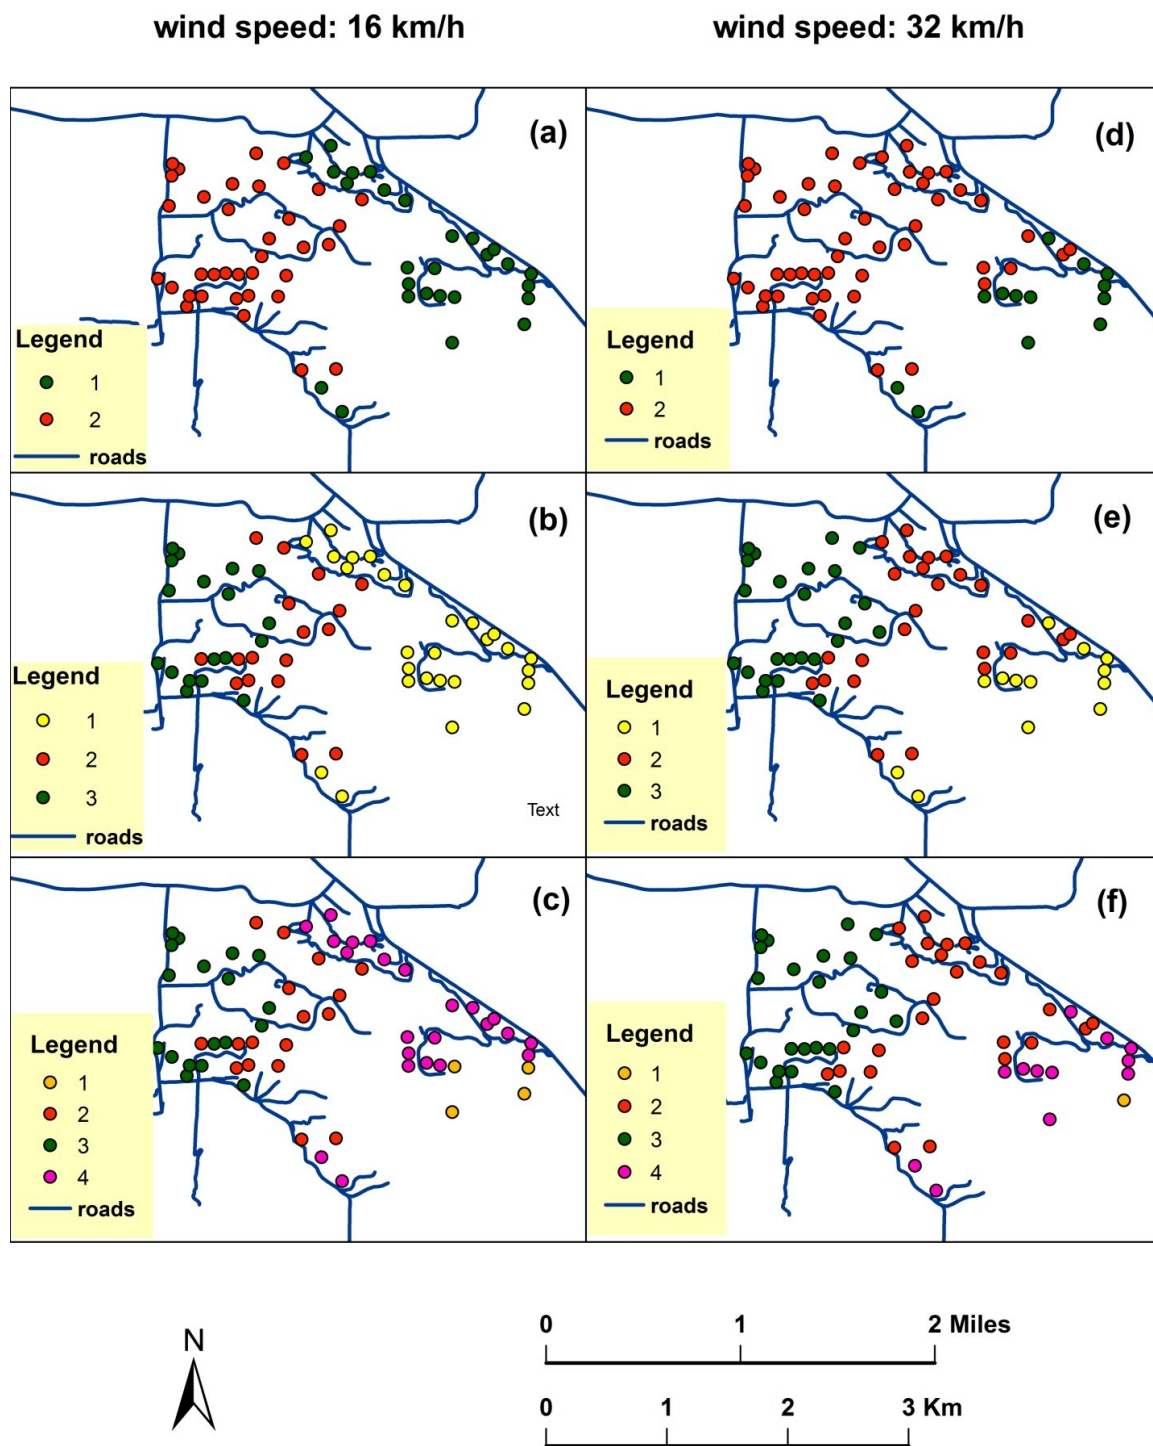 wind speed: 16 km/h
wind speed: 32 km/h
(a)
Legend
1
2
roads
(d)
Legend
1
2
roads
(b)
Legend
1
2
3
roads
Text
(e)
Legend
1
2
3
roads
(c)
Legend
1
2
3
4
roads
(f)
Legend
1
2
3
4
roads
N
0 1 2 Miles
0 1 2 3 Km